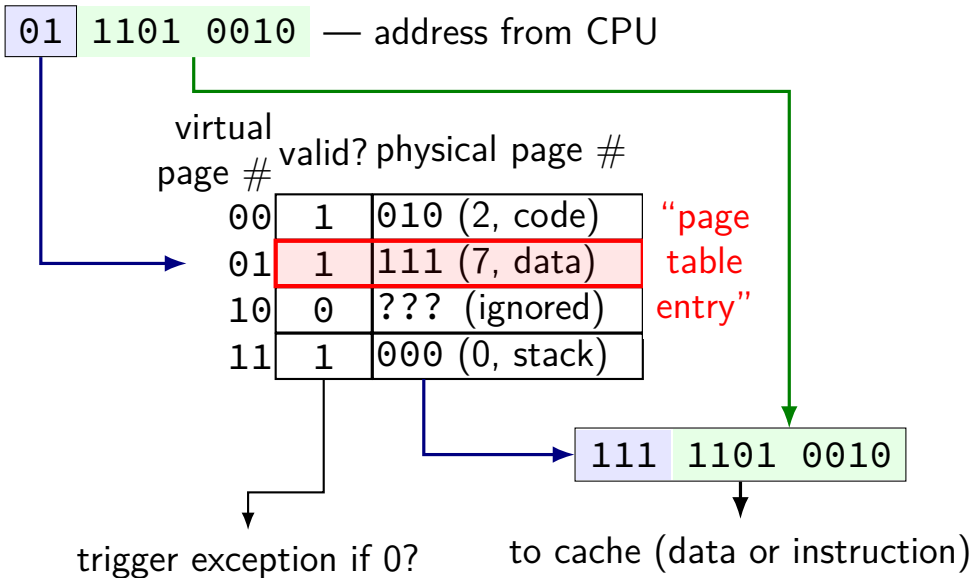 01 1101 0010 — address from CPU
virtual
page #
valid? physical page #
00 1 010 (2, code)
01 1 111 (7, data)
10 0 ??? (ignored)
11 1 000 (0, stack)
“page
table
entry”
111 1101 0010
trigger exception if 0?
to cache (data or instruction)